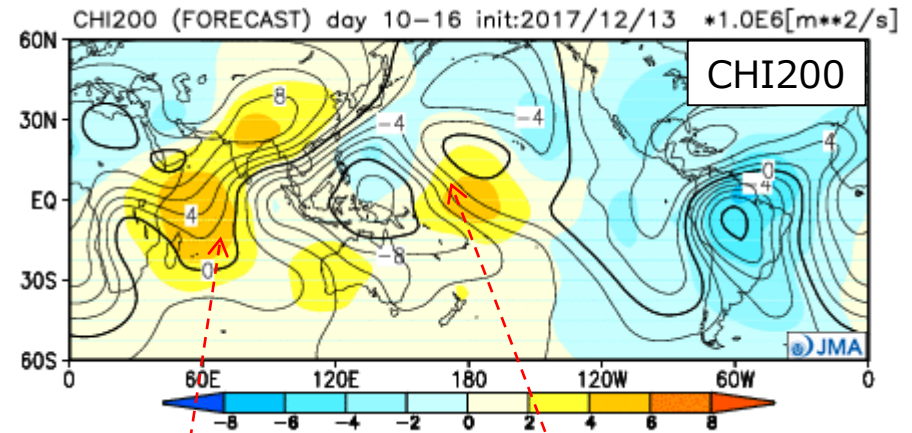 CHI200 (FORECAST) day 10-16 init:2017/12/13 *1.0E6[m**2/s]
60N
CHI200
8
30N
-4
-4
4
0
-4
EQ
4
0
-8
30S
JMA
60S
0 60E 120E 180 120W 60W 0
-8 -6 -4 -2 0 2 4 6 8